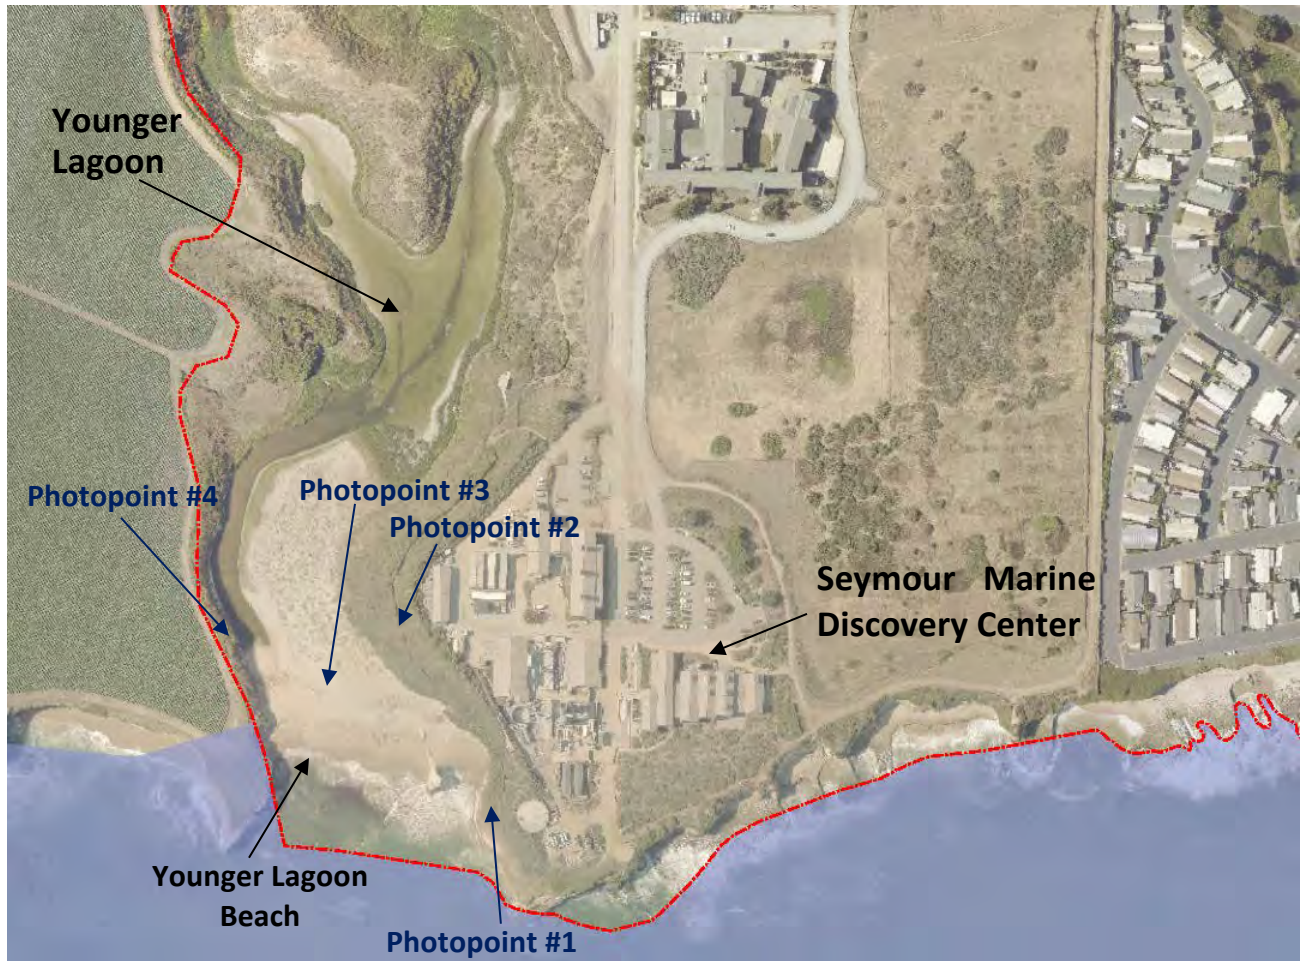 Younger
Lagoon
Photopoint #4
Photopoint #3
Photopoint #2
Seymour Marine
Discovery Center
Younger Lagoon
Beach
Photopoint #1